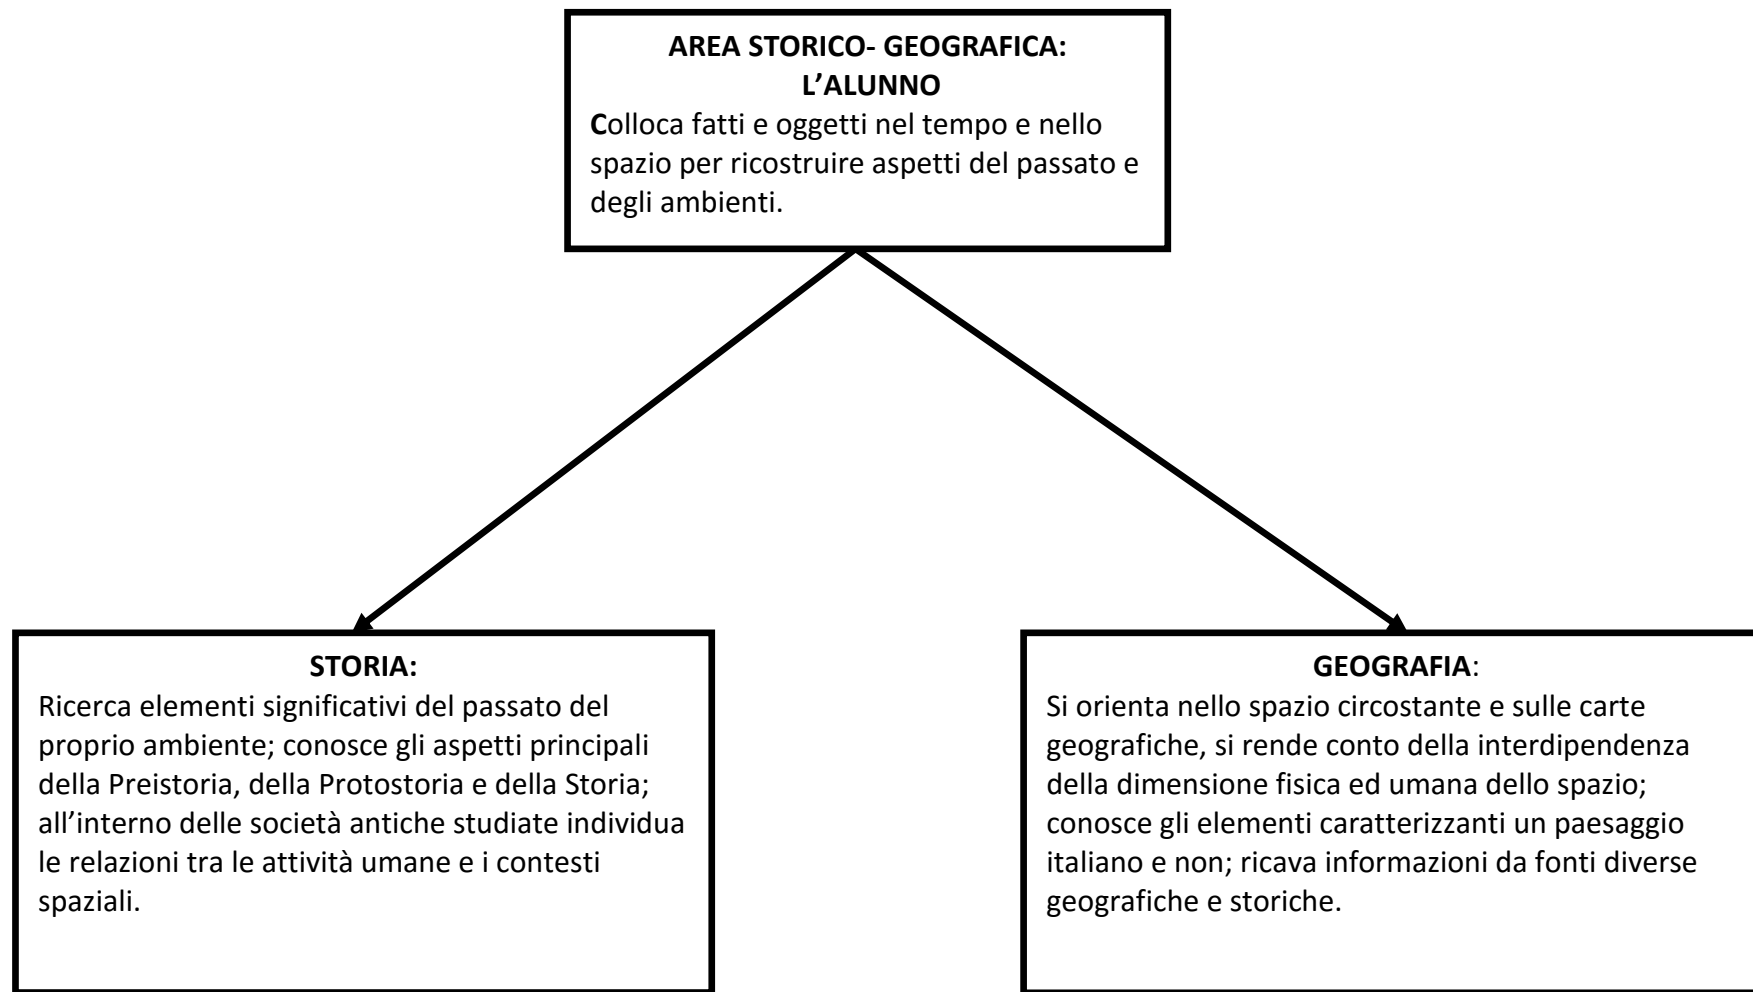 AREA STORICO- GEOGRAFICA:
L’ALUNNO
Colloca fatti e oggetti nel tempo e nello
spazio per ricostruire aspetti del passato e
degli ambienti.
STORIA:
Ricerca elementi significativi del passato del
proprio ambiente; conosce gli aspetti principali
della Preistoria, della Protostoria e della Storia;
all’interno delle società antiche studiate individua
le relazioni tra le attività umane e i contesti
spaziali.
GEOGRAFIA:
Si orienta nello spazio circostante e sulle carte
geografiche, si rende conto della interdipendenza
della dimensione fisica ed umana dello spazio;
conosce gli elementi caratterizzanti un paesaggio
italiano e non; ricava informazioni da fonti diverse
geografiche e storiche.